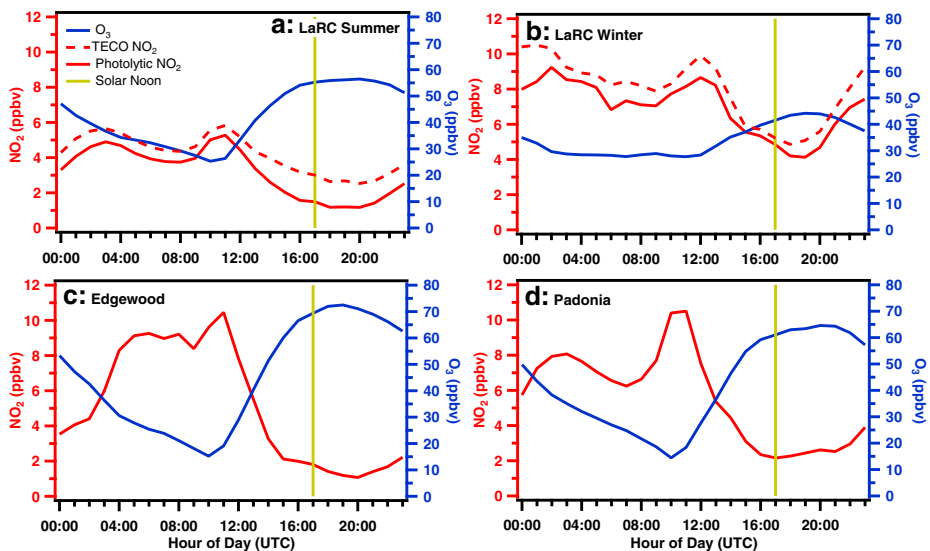 a: LaRC Summer
O3
TECO NO2
Photolytic NO2
Solar Noon
NO2 (ppbv)
12
10
8
6
4
2
0
O3 (ppbv)
80
70
60
50
40
30
20
10
0
00:00 04:00 08:00 12:00 16:00 20:00
b: LaRC Winter
NO2 (ppbv)
12
10
8
6
4
2
0
O3 (ppbv)
80
70
60
50
40
30
20
10
0
00:00 04:00 08:00 12:00 16:00 20:00
c: Edgewood
NO2 (ppbv)
12
10
8
6
4
2
0
O3 (ppbv)
80
70
60
50
40
30
20
10
0
00:00 04:00 08:00 12:00 16:00 20:00
Hour of Day (UTC)
d: Padonia
NO2 (ppbv)
12
10
8
6
4
2
0
O3 (ppbv)
80
70
60
50
40
30
20
10
0
00:00 04:00 08:00 12:00 16:00 20:00
Hour of Day (UTC)